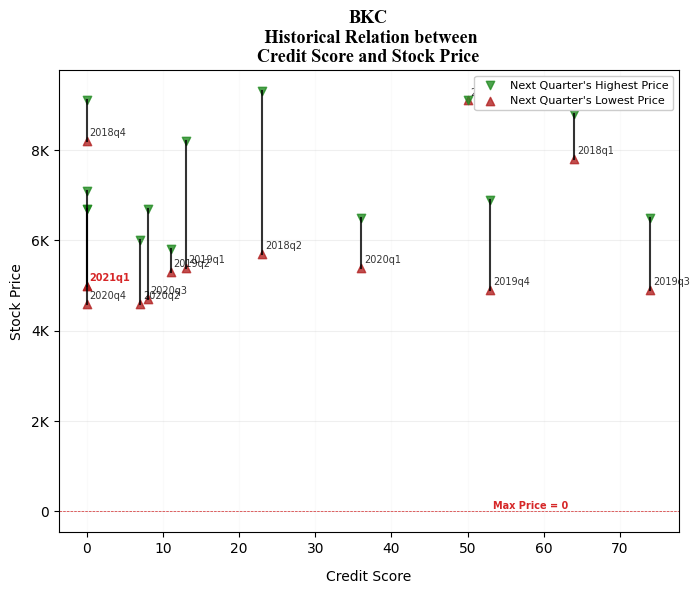 BKC
Historical Relation between
Credit Score and Stock Price
Next Quarter's Highest Price
Next Quarter's Lowest Price
2018q4
2018q1
2019q1
2019q2
2018q2
2020q1
2021q1
2020q4
2020q3
2020q2
2019q4
2019q3
Max Price = 0
8K
6K
4K
2K
0
Stock Price
0 10 20 30 40 50 60 70
Credit Score